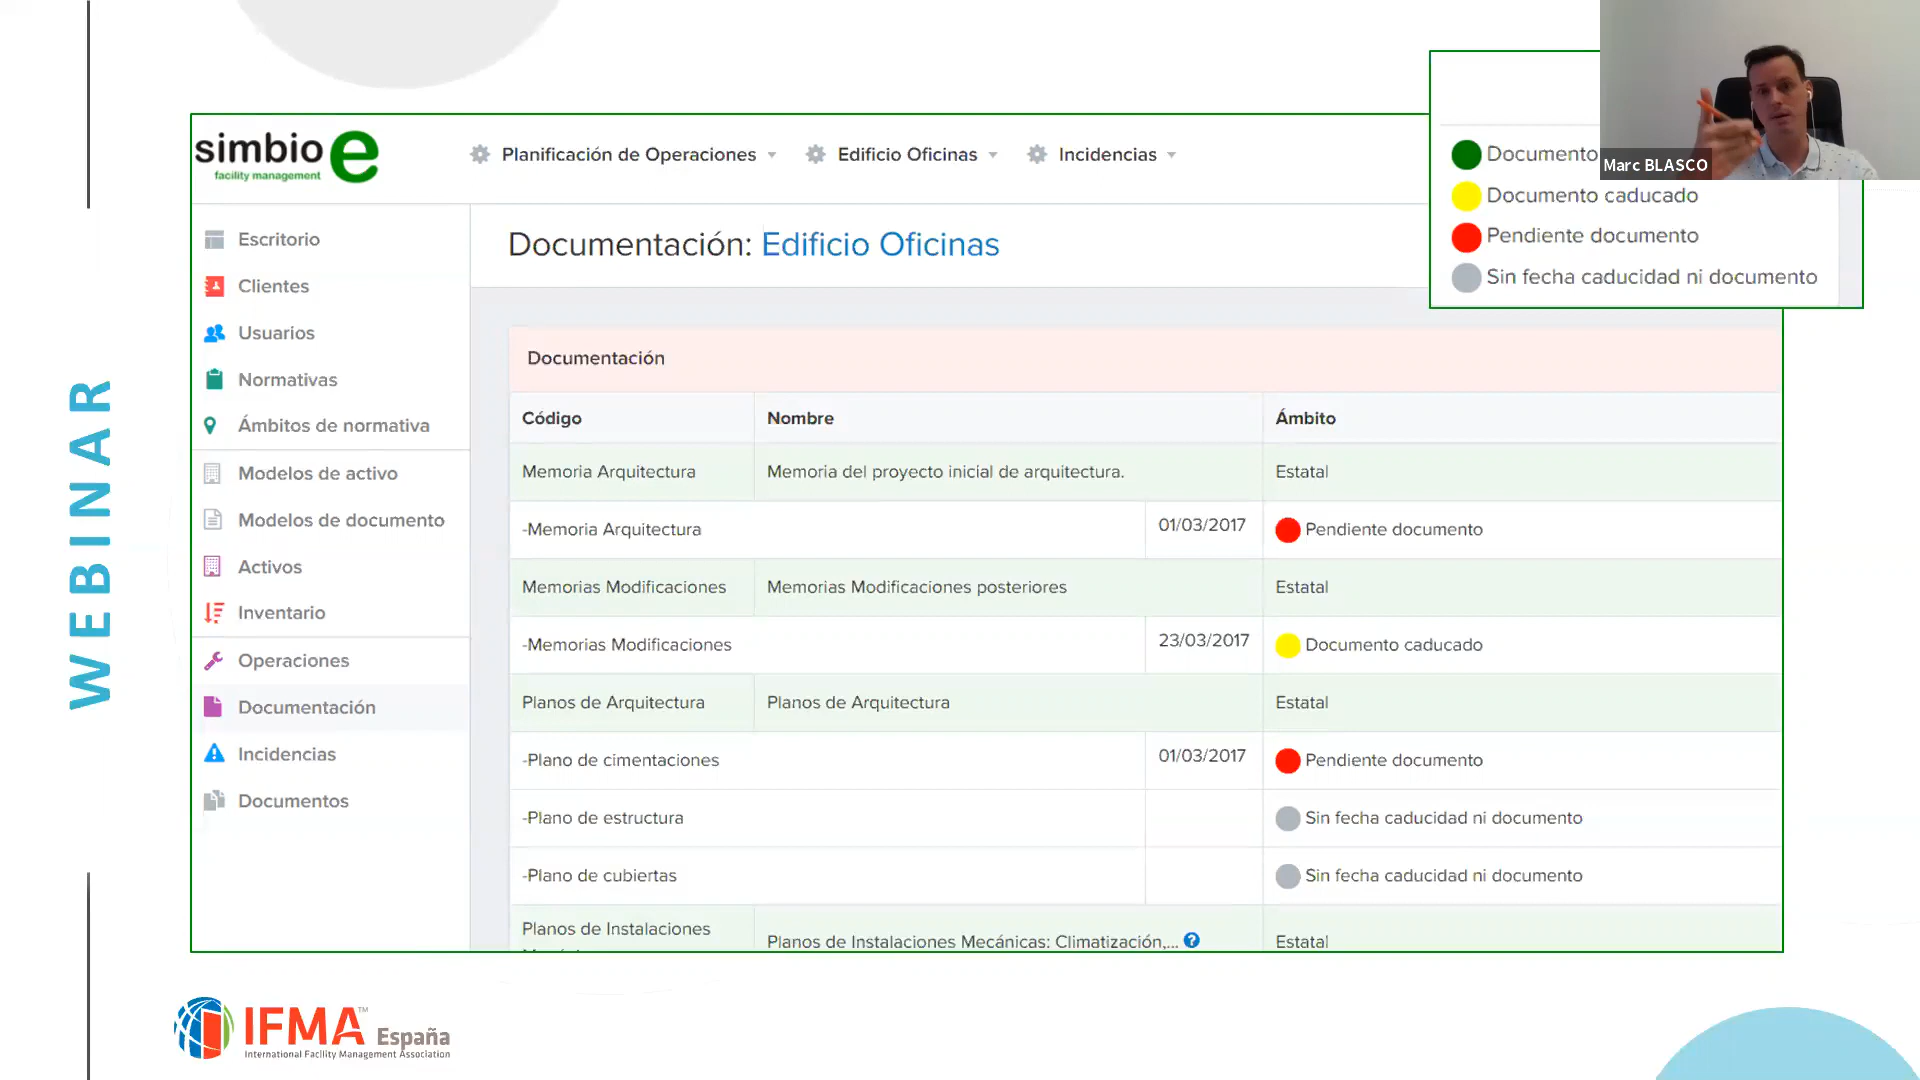 WEBINAR
simbio e
facility management
Planificación de Operaciones
Edificio Oficinas
Incidencias
Documento
Documento caducado
Pendiente documento
Sin fecha caducidad ni documento
Marc BLASCO
Escritorio
Clientes
Usuarios
Normativas
Ámbitos de normativa
Modelos de activo
Modelos de documento
Activos
Inventario
Operaciones
Documentación
Incidencias
Documentos
Documentación: Edificio Oficinas
Documentación
Código Nombre Ámbito
Memoria Arquitectura Memoria del proyecto inicial de arquitectura. Estatal
-Memoria Arquitectura 01/03/2017 Pendiente documento
Memorias Modificaciones Memorias Modificaciones posteriores Estatal
-Memorias Modificaciones 23/03/2017 Documento caducado
Planos de Arquitectura Planos de Arquitectura Estatal
-Plano de cimentaciones 01/03/2017 Pendiente documento
-Plano de estructura Sin fecha caducidad ni documento
-Plano de cubiertas Sin fecha caducidad ni documento
Planos de Instalaciones Planos de Instalaciones Mecánicas: Climatización,... ? Estatal
IFMA™ España
International Facility Management Association